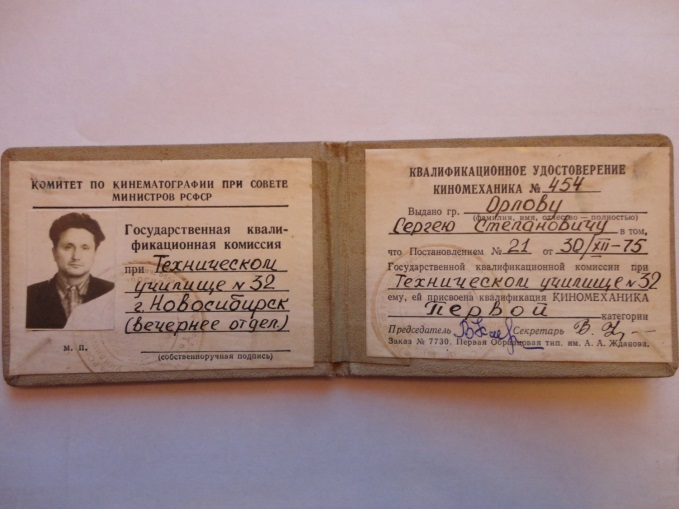 КОМИТЕТ ПО КИНЕМАТОГРАФИИ ПРИ СОВЕТЕ
МИНИСТРОВ РСФСР
Государственная квали-
фикационная комиссия
при Техническом
училище N 32
г. Новосибирск
(вечернее отдел.)
М. П.
(собственноручная подпись)
КВАЛИФИКАЦИОННОЕ УДОСТОВЕРЕНИЕ
КИНОМЕХАНИКА № 454
Выдано гр. Орлову
(фамилия, имя, отчество — полностью)
Сергею Степановичу в том,
что Постановлением № 21 от 30/XII-75
Государственной квалификационной комиссии при
Техническом училище N 32
ему, ей присвоена квалификация КИНОМЕХАНИКА
Первой категории
Председатель Секретарь
Заказ № 7730. Первая Образцовая тип. им. А. А. Жданова.